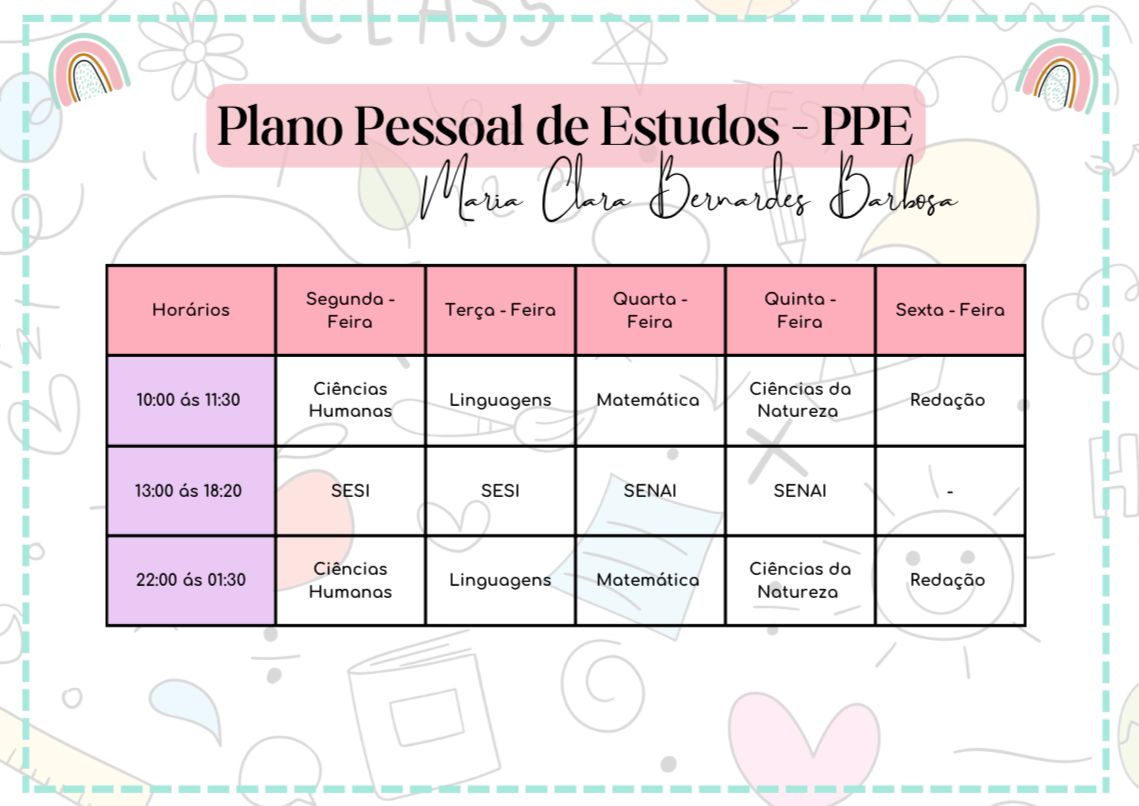 CLASS
TEST
Plano Pessoal de Estudos - PPE
Maria Clara Bernardes Barbosa
Horários
Segunda -
Feira
Terça - Feira
Quarta -
Feira
Quinta -
Feira
Sexta - Feira
10:00 ás 11:30
Ciências
Humanas
Linguagens
Matemática
Ciências da
Natureza
Redação
13:00 ás 18:20
SESI
SESI
SENAI
SENAI
-
22:00 ás 01:30
Ciências
Humanas
Linguagens
Matemática
Ciências da
Natureza
Redação